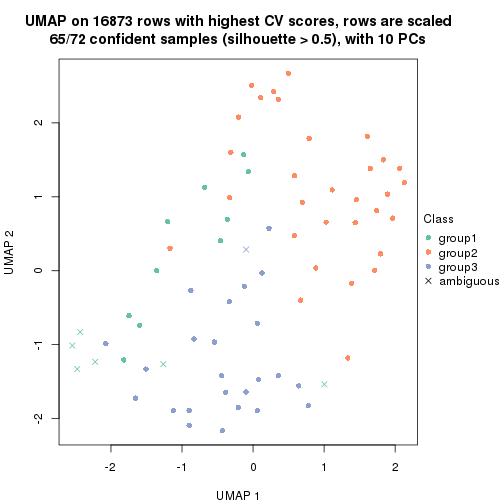 UMAP on 16873 rows with highest CV scores, rows are scaled
65/72 confident samples (silhouette > 0.5), with 10 PCs
2
1
0
-1
-2
UMAP 2
-2
-1
0
1
2
UMAP 1
Class
group1
group2
group3
ambiguous